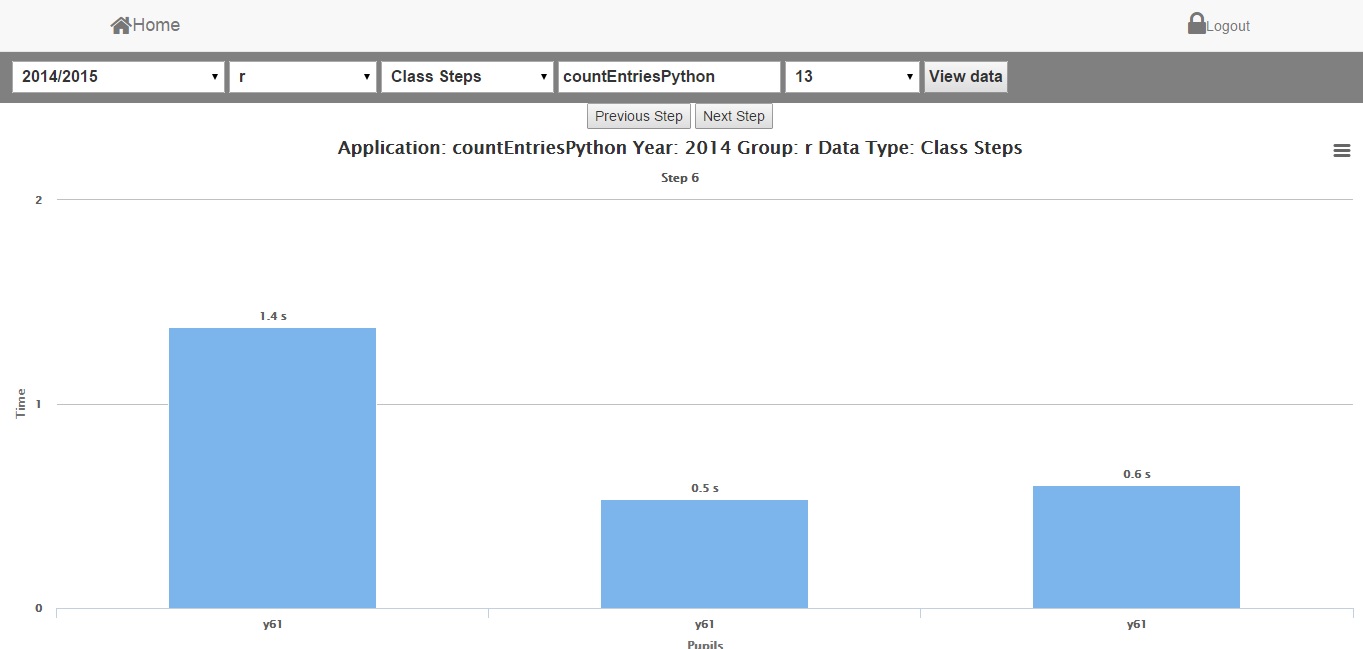 Home
Logout
2014/2015
r
Class Steps
countEntriesPython
13
View data
Previous Step
Next Step
Application: countEntriesPython Year: 2014 Group: r Data Type: Class Steps
Step 6
2
1.4 s
0.6 s
0.5 s
Time
1
0
y61
y61
y61
Pupils